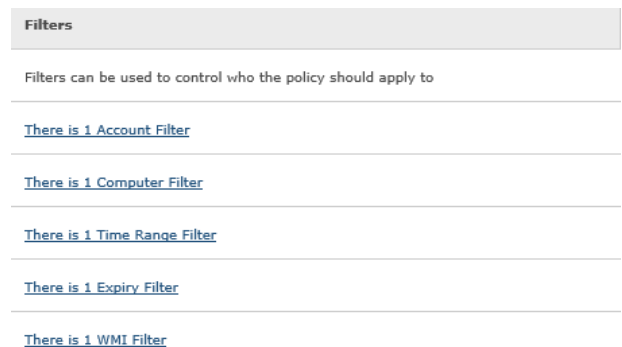 Filters
Filters can be used to control who the policy should apply to
There is 1 Account Filter
There is 1 Computer Filter
There is 1 Time Range Filter
There is 1 Expiry Filter
There is 1 WMI Filter